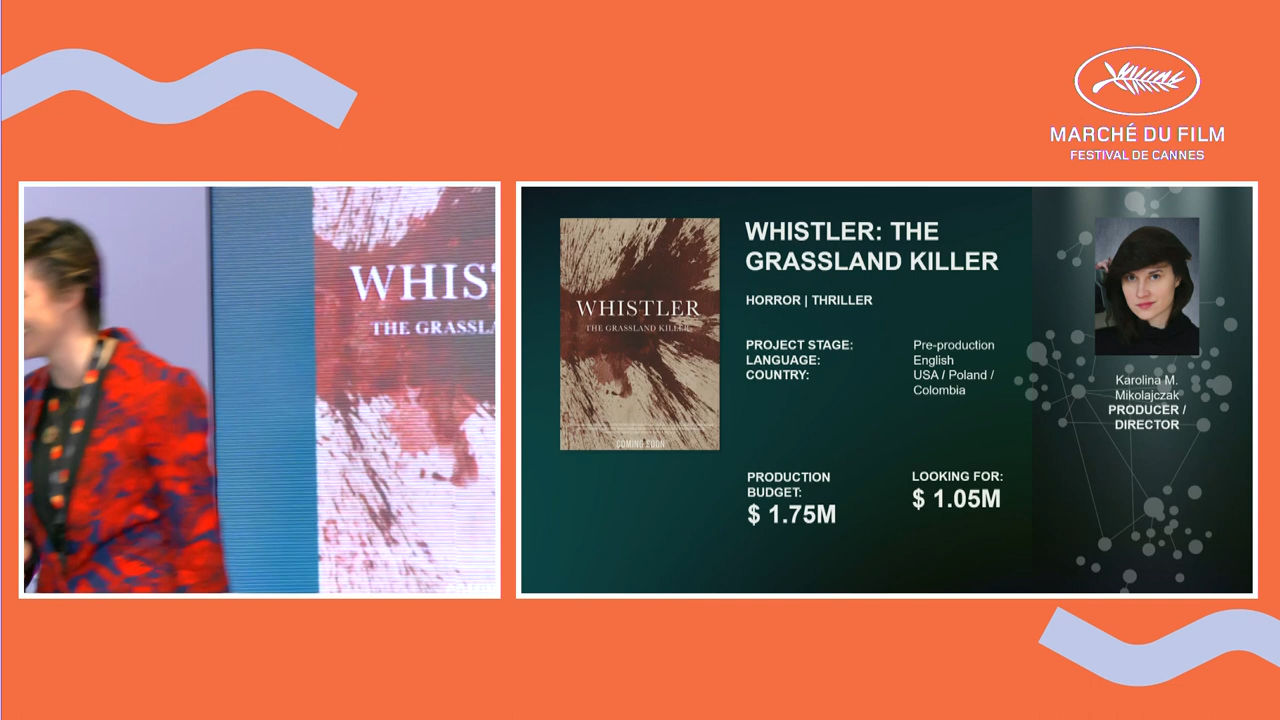 MARCHÉ DU FILM
FESTIVAL DE CANNES
WHIST
THE GRASSLA
WHISTLER
THE GRASSLAND KILLER
COMING SOON
WHISTLER: THE
GRASSLAND KILLER
HORROR | THRILLER
PROJECT STAGE: Pre-production
LANGUAGE: English
COUNTRY: USA / Poland /
Colombia
PRODUCTION
BUDGET:
$ 1.75M
LOOKING FOR:
$ 1.05M
Karolina M.
Mikolajczak
PRODUCER /
DIRECTOR